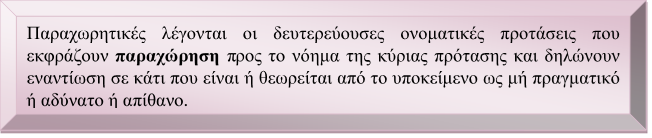 Παραχωρητικές λέγονται οι δευτερεύουσες ονοματικές προτάσεις που
εκφράζουν παραχώρηση προς το νόημα της κύριας πρότασης και δηλώνουν
εναντίωση σε κάτι που είναι ή θεωρείται από το υποκείμενο ως μή πραγματικό
ή αδύνατο ή απίθανο.